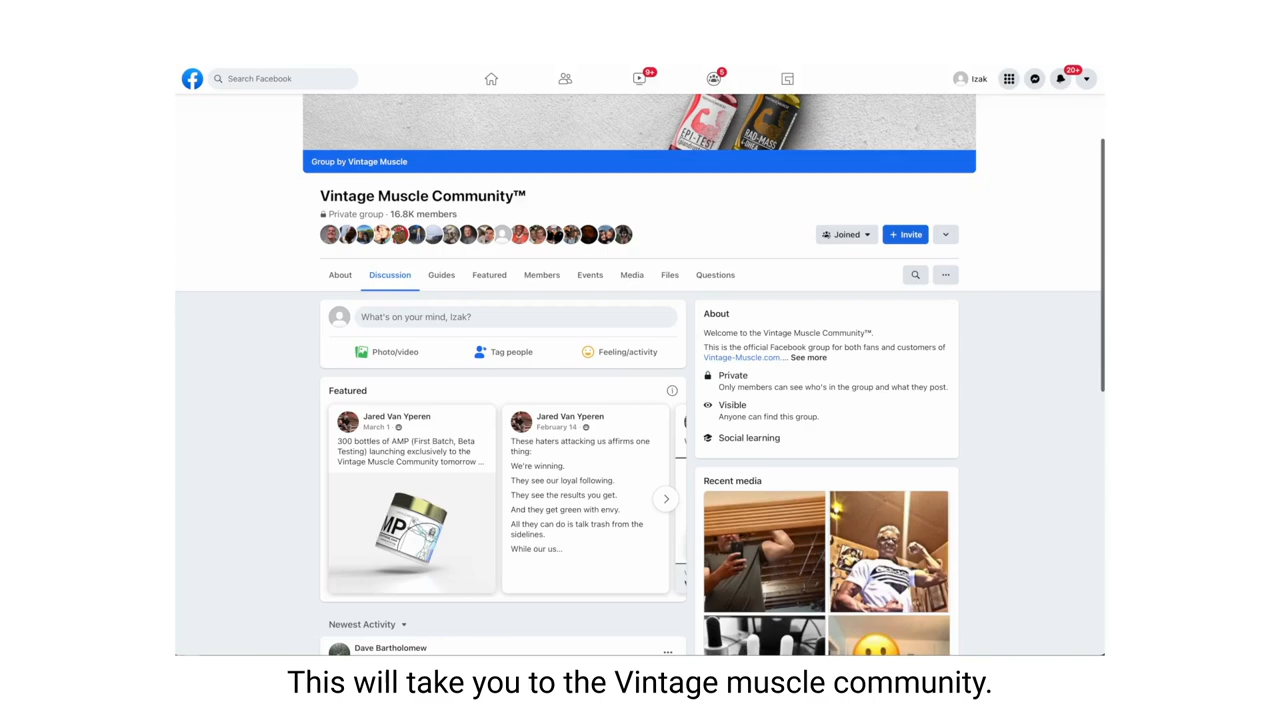 Search Facebook
9+
5
Izak
20+
EPI-TEST
RAD-MASS
Group by Vintage Muscle
Vintage Muscle Community™
Private group · 16.8K members
Joined
+ Invite
About
Discussion
Guides
Featured
Members
Events
Media
Files
Questions
What's on your mind, Izak?
Photo/video
Tag people
Feeling/activity
Featured
Jared Van Yperen
March 1 ·
300 bottles of AMP (First Batch, Beta
Testing) launching exclusively to the
Vintage Muscle Community tomorrow ...
Jared Van Yperen
February 14 ·
These haters attacking us affirms one
thing:
We're winning.
They see our loyal following.
They see the results you get.
And they get green with envy.
All they can do is talk trash from the
sidelines.
While our us...
Newest Activity
Dave Bartholomew
About
Welcome to the Vintage Muscle Community™.
This is the official Facebook group for both fans and customers of
Vintage-Muscle.com.... See more
Private
Only members can see who's in the group and what they post.
Visible
Anyone can find this group.
Social learning
Recent media
This will take you to the Vintage muscle community.